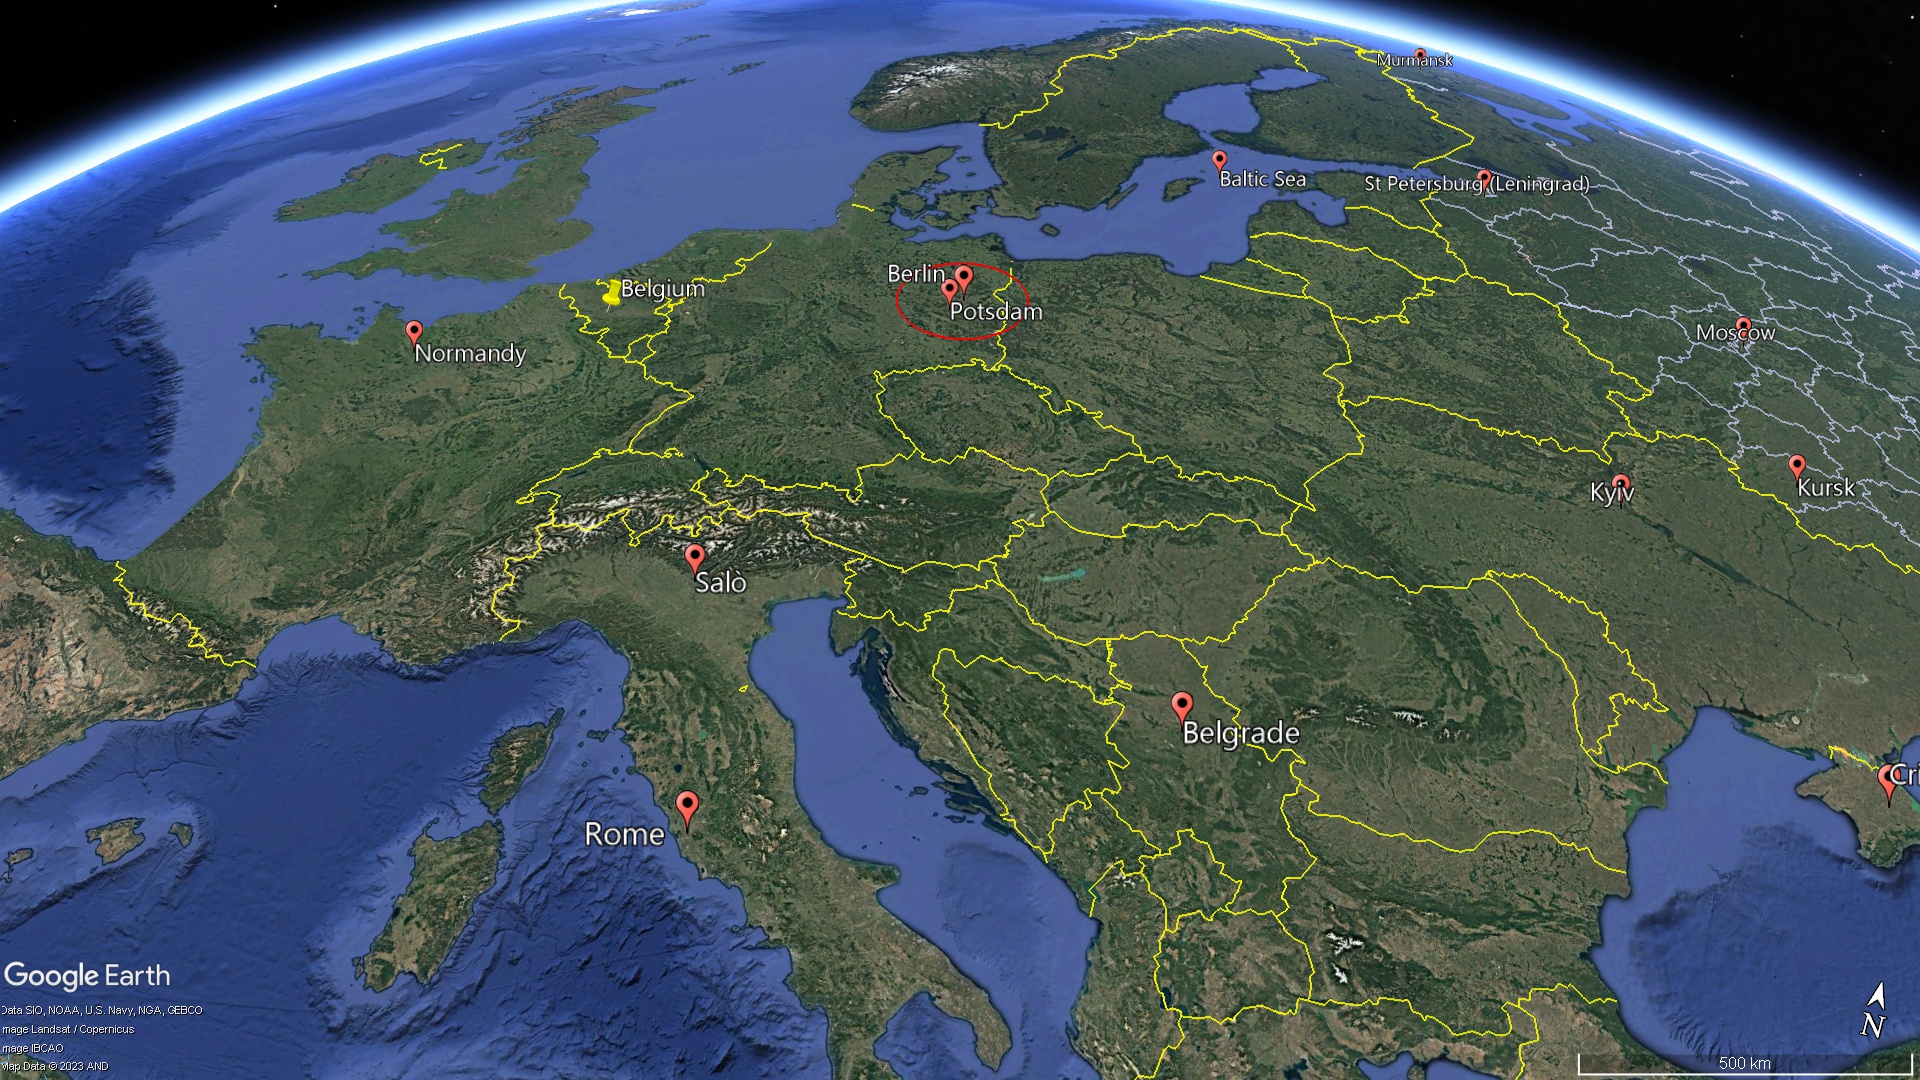 Murmansk
Baltic Sea
St Petersburg (Leningrad)
Berlin
Belgium
Potsdam
Moscow
Normandy
Kyiv
Kursk
Salò
Belgrade
Cri
Rome
Google Earth
Data SIO, NOAA, U.S. Navy, NGA, GEBCO
mage Landsat / Copernicus
mage IBCAO
Map Data © 2023 AND
N
500 km